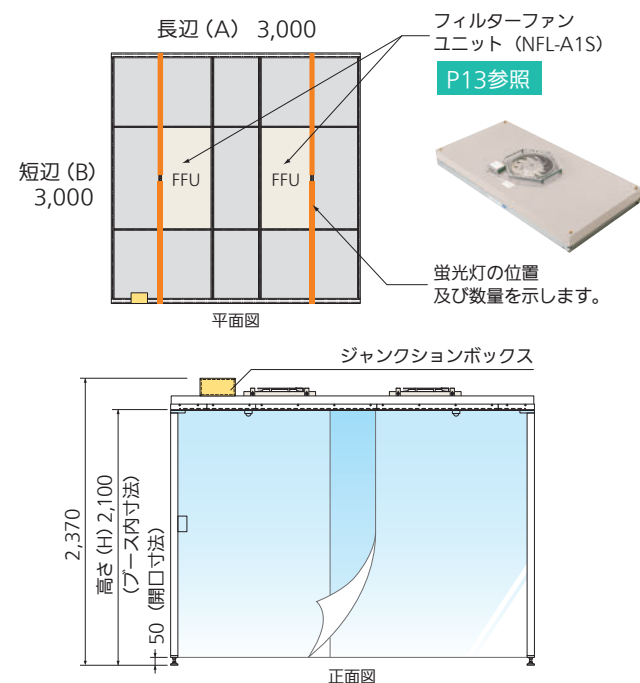 長辺（A） 3,000
フィルターファン
ユニット（NFL-A1S）
P13参照
短辺（B）
3,000
FFU
FFU
蛍光灯の位置
及び数量を示します。
平面図
ジャンクションボックス
2,370
高さ（H）2,100
（ブース内寸法）
50（開口寸法）
正面図